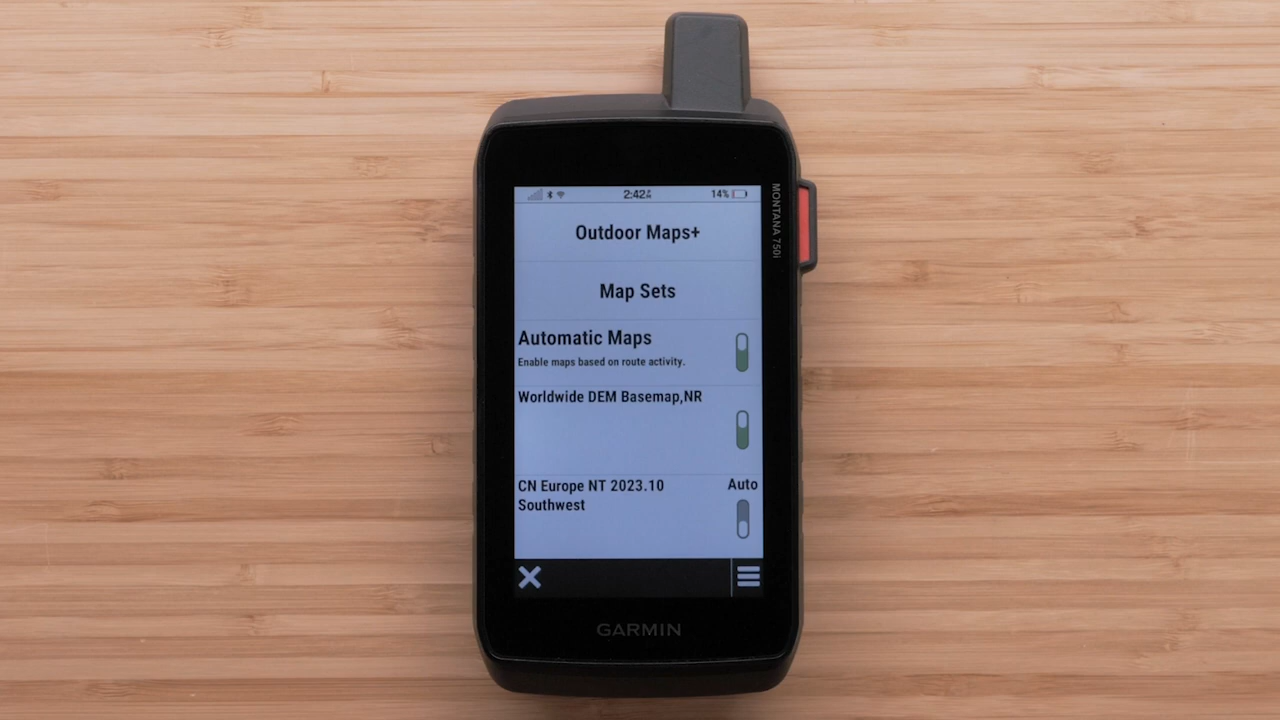 2:42
14%
Outdoor Maps+
Map Sets
Automatic Maps
Enable maps based on route activity.
Worldwide DEM Basemap,NR
CN Europe NT 2023.10
Southwest
Auto
MONTANA 750i
GARMIN